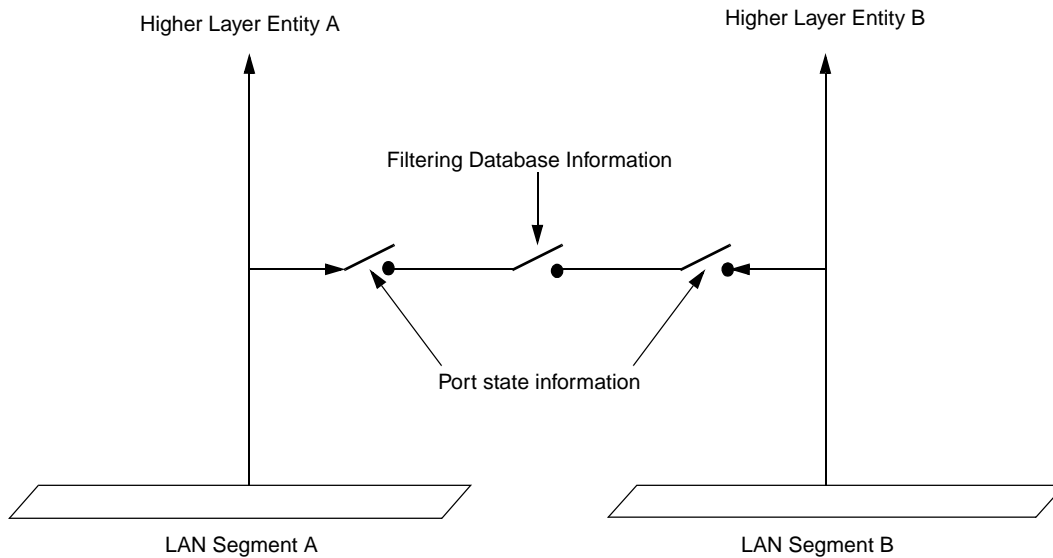 Higher Layer Entity A
Higher Layer Entity B
Filtering Database Information
Port state information
LAN Segment A
LAN Segment B